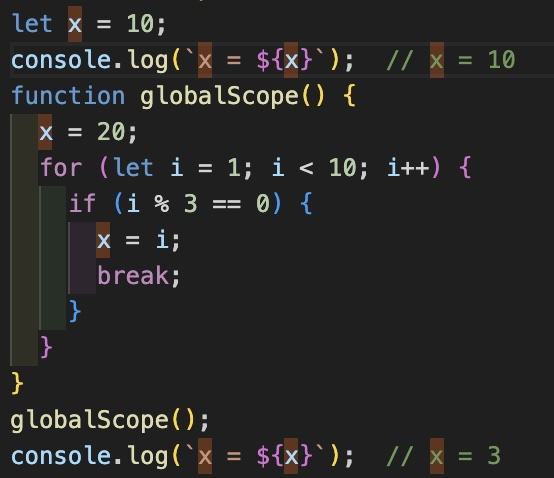 let x = 10;
console.log(`x = ${x}`);  // x = 10
function globalScope() {
  x = 20;
  for (let i = 1; i < 10; i++) {
    if (i % 3 == 0) {
      x = i;
      break;
    }
  }
}
globalScope();
console.log(`x = ${x}`);  // x = 3